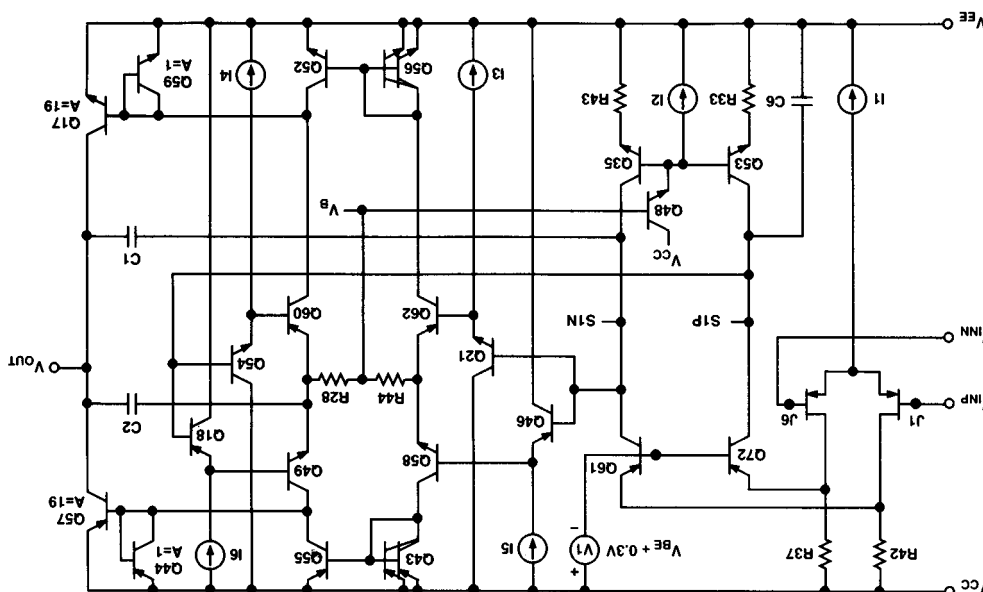 VCC
R42
R37
+
V1
VBE + 0.3V
−
I5
Q43
Q55
I6
Q44
A=1
Q57
A=19
Q72
Q61
Q46
Q58
Q49
Q18
C2
J1
J6
VINP
VINN
Q21
R44
R28
Q54
VOUT
S1P
S1N
Q62
Q60
VCC
C1
Q48
VB
Q53
Q35
I1
C6
R33
I2
R43
I3
Q56
Q52
I4
Q59
A=1
Q17
A=19
VEE